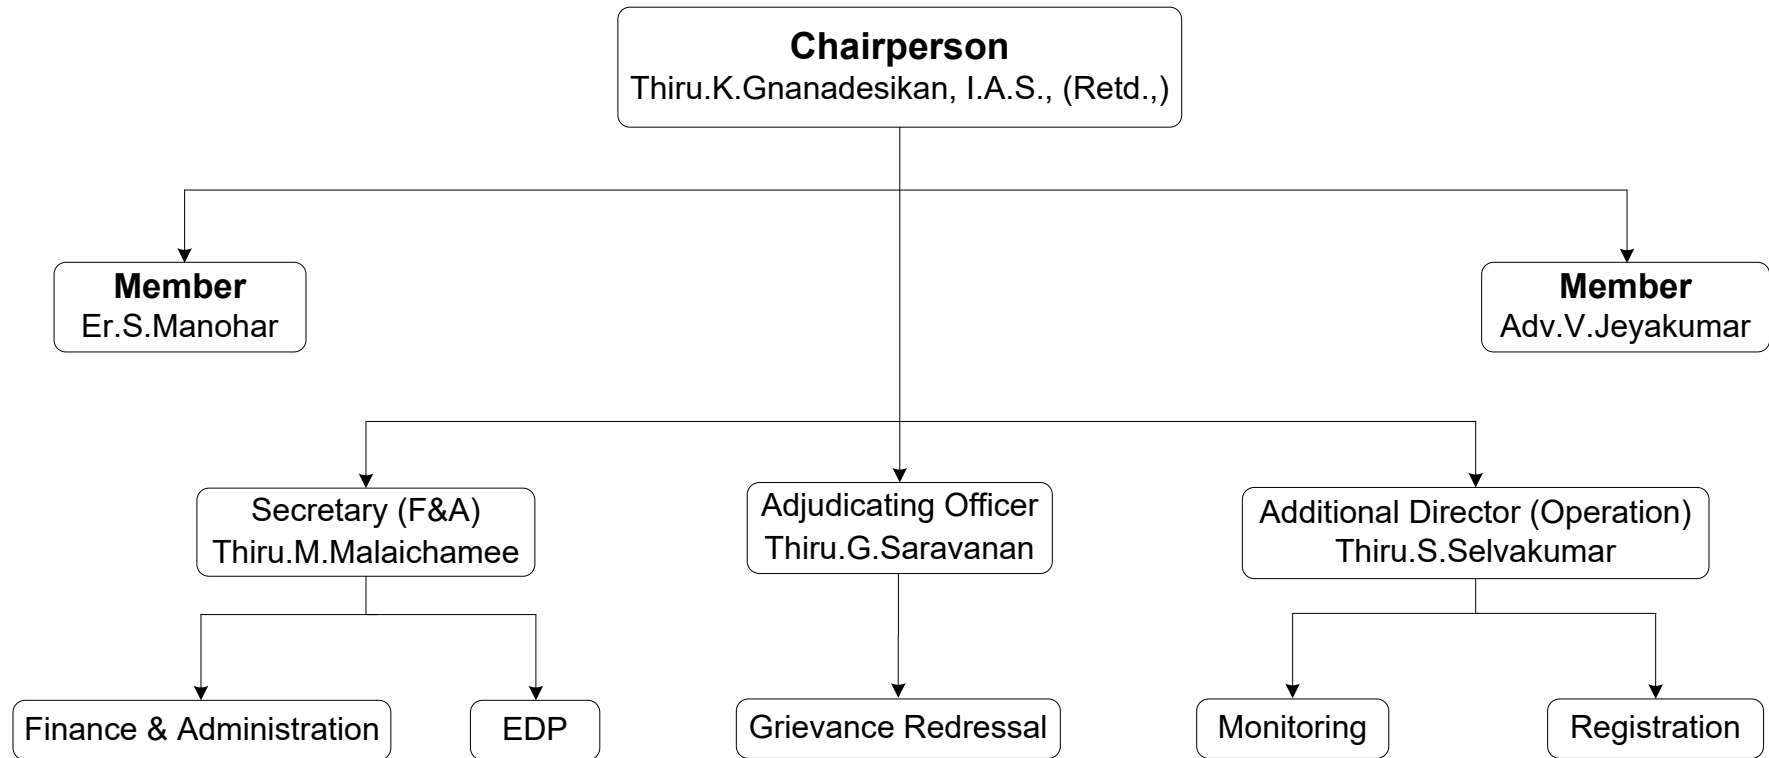 Chairperson
Thiru.K.Gnanadesikan, I.A.S., (Retd.,)
Member
Er.S.Manohar
Member
Adv.V.Jeyakumar
Secretary (F&A)
Thiru.M.Malaichamee
Adjudicating Officer
Thiru.G.Saravanan
Additional Director (Operation)
Thiru.S.Selvakumar
Finance & Administration
EDP
Grievance Redressal
Monitoring
Registration